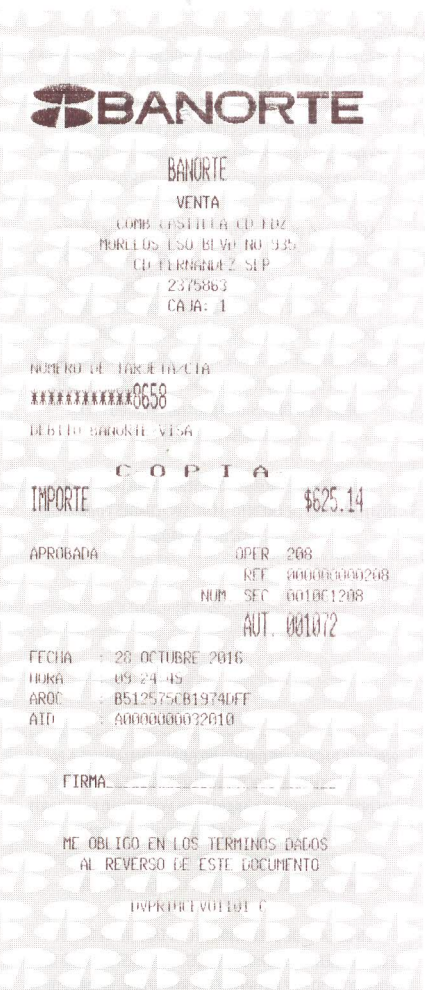 BANORTE
BANORTE
VENTA
COMB CASTILLA CD FDZ
MORELOS ESQ BLVD NO 935
CD FERNANDEZ SLP
2375863
CAJA: 1
NUMERO DE TARJETA/CTA
************8658
DEBITO BANORTE VISA
C O P I A
IMPORTE $625.14
APROBADA OPER 208
REF 000000000208
NUM SEC
AUT. 001072
FECHA : 28 OCTUBRE 2016
HORA : 09:24:45
ARQC : B512575CB1974DFF
AID : A0000000032010
FIRMA
ME OBLIGO EN LOS TERMINOS DADOS
AL REVERSO DE ESTE DOCUMENTO